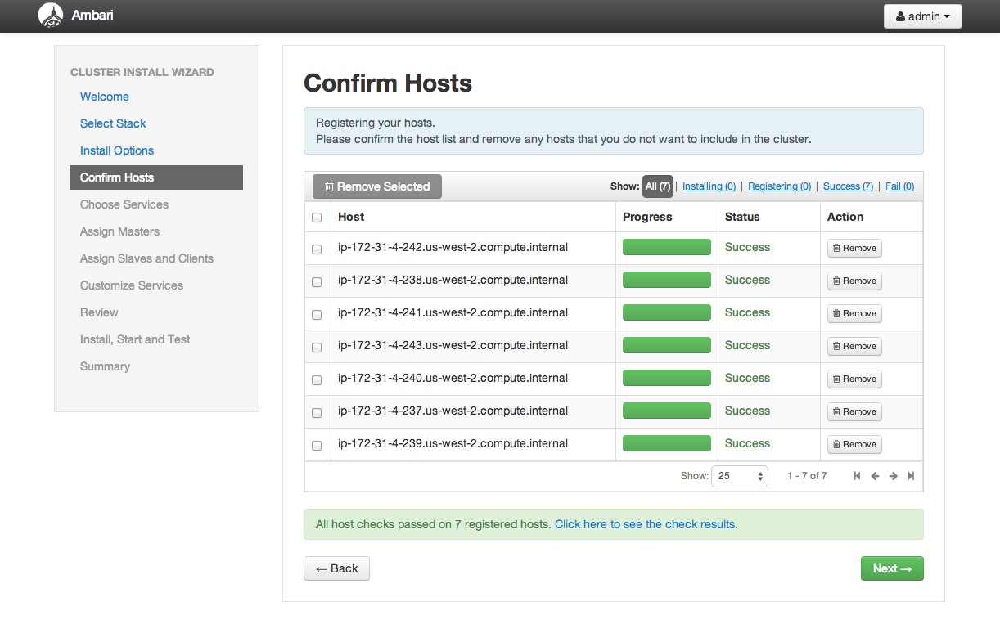 Ambari
admin
CLUSTER INSTALL WIZARD
Welcome
Select Stack
Install Options
Confirm Hosts
Choose Services
Assign Masters
Assign Slaves and Clients
Customize Services
Review
Install, Start and Test
Summary
Confirm Hosts
Registering your hosts.
Please confirm the host list and remove any hosts that you do not want to include in the cluster.
Remove Selected Show: All (7) | Installing (0) | Registering (0) | Success (7) | Fail (0)
Host Progress Status Action
ip-172-31-4-242.us-west-2.compute.internal Success Remove
ip-172-31-4-238.us-west-2.compute.internal Success Remove
ip-172-31-4-241.us-west-2.compute.internal Success Remove
ip-172-31-4-243.us-west-2.compute.internal Success Remove
ip-172-31-4-240.us-west-2.compute.internal Success Remove
ip-172-31-4-237.us-west-2.compute.internal Success Remove
ip-172-31-4-239.us-west-2.compute.internal Success Remove
Show: 25 1 - 7 of 7
All host checks passed on 7 registered hosts. Click here to see the check results.
← Back Next →